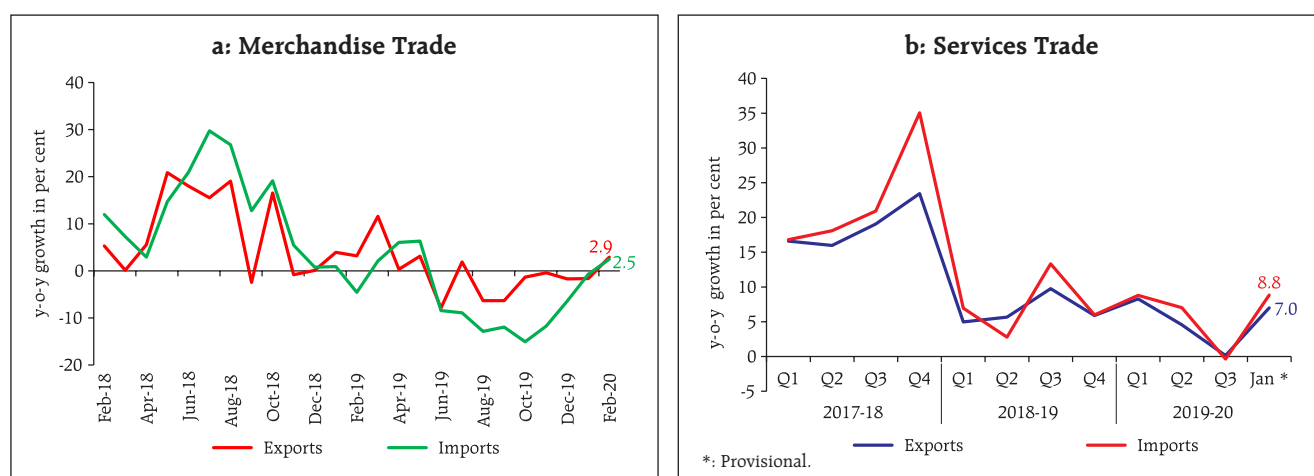 a: Merchandise Trade
y-o-y growth in per cent
40
30
20
10
0
-10
-20
2.9
2.5
Feb-18
Apr-18
Jun-18
Aug-18
Oct-18
Dec-18
Feb-19
Apr-19
Jun-19
Aug-19
Oct-19
Dec-19
Feb-20
Exports
Imports
b: Services Trade
y-o-y growth in per cent
40
35
30
25
20
15
10
5
0
-5
8.8
7.0
Q1 Q2 Q3 Q4 Q1 Q2 Q3 Q4 Q1 Q2 Q3 Jan *
2017-18 2018-19 2019-20
Exports Imports
*: Provisional.